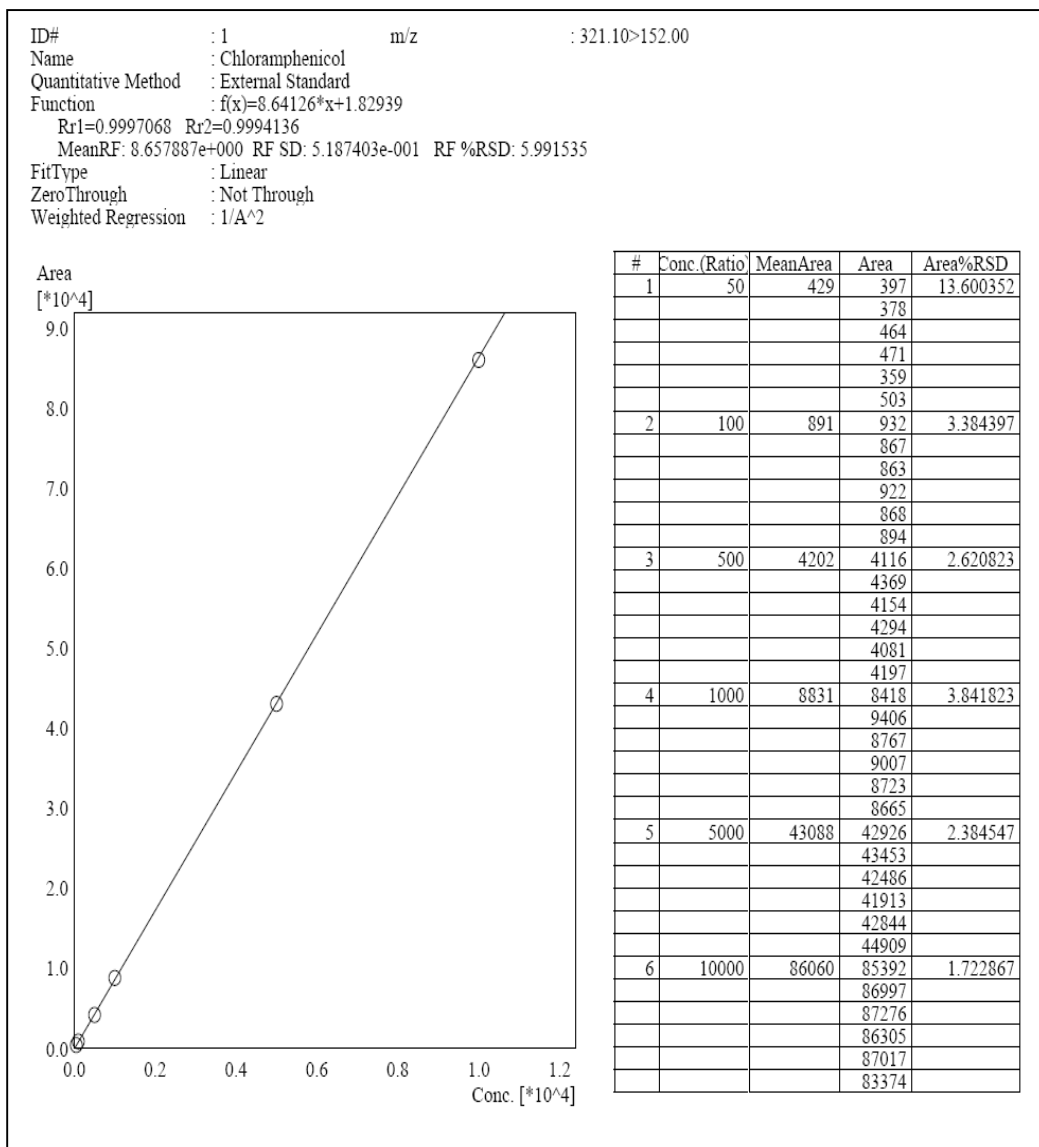 ID# : 1 m/z : 321.10>152.00
Name : Chloramphenicol
Quantitative Method : External Standard
Function : f(x)=8.64126*x+1.82939
Rr1=0.9997068 Rr2=0.9994136
MeanRF: 8.657887e+000 RF SD: 5.187403e-001 RF %RSD: 5.991535
FitType : Linear
ZeroThrough : Not Through
Weighted Regression : 1/A^2
Area
[*10^4]
9.0
8.0
7.0
6.0
5.0
4.0
3.0
2.0
1.0
0.0
0.0 0.2 0.4 0.6 0.8 1.0 1.2
Conc. [*10^4]
# Conc.(Ratio) MeanArea Area Area%RSD
1 50 429 397 13.600352
378
464
471
359
503
2 100 891 932 3.384397
867
863
922
868
894
3 500 4202 4116 2.620823
4369
4154
4294
4081
4197
4 1000 8831 8418 3.841823
9406
8767
9007
8723
8665
5 5000 43088 42926 2.384547
43453
42486
41913
42844
44909
6 10000 86060 85392 1.722867
86997
87276
86305
87017
83374